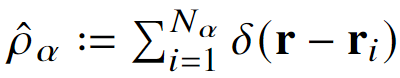 ρ̂_α := ∑_{i=1}^{N_α} δ(𝐫 − 𝐫_i)